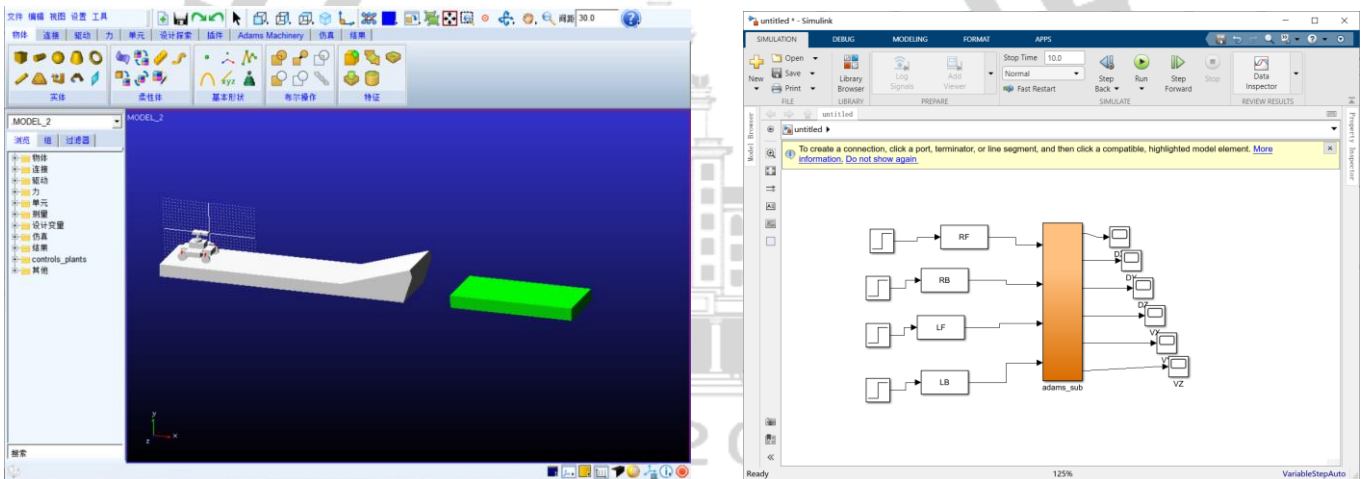 文件 编辑 视图 设置 工具
间距 30.0
物体 连接 驱动 力 单元 设计探索 插件 Adams Machinery 仿真 结果
实体 柔性体 基本形状 布尔操作 特征
.MODEL_2
浏览 组 过滤器
物体
连接
驱动
力
单元
测量
设计变量
仿真
结果
controls_plants
其他
搜索
MODEL_2
y
z x
untitled * - Simulink
SIMULATION DEBUG MODELING FORMAT APPS
New
Open
Save
Print
FILE
Library Browser
LIBRARY
Log Signals
Add Viewer
PREPARE
Stop Time 10.0
Normal
Fast Restart
Step Back
Run
Step Forward
Stop
SIMULATE
Data Inspector
REVIEW RESULTS
Model Browser
untitled
untitled
Property Inspector
To create a connection, click a port, terminator, or line segment, and then click a compatible, highlighted model element. More
information. Do not show again
RF
RB
LF
LB
adams_sub
DY
DZ
VX
VZ
Ready 125% VariableStepAuto